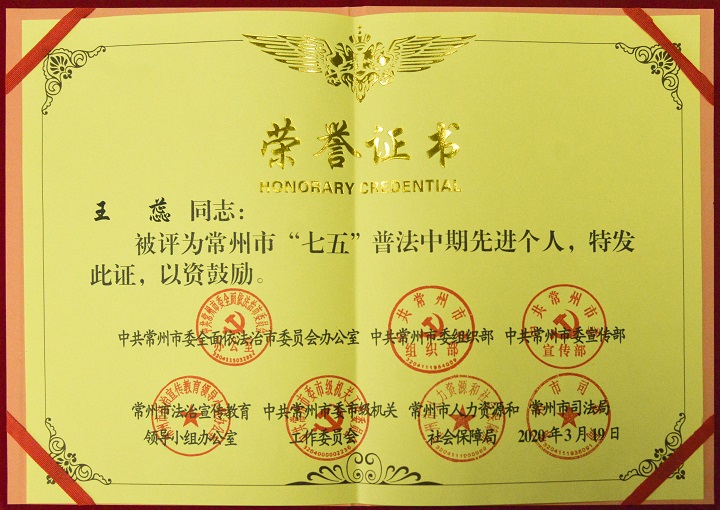 荣誉证书
HONORARY CREDENTIAL
王 蕊 同志:
被评为常州市“七五”普法中期先进个人,特发
此证,以资鼓励。
中共常州市委全面依法治市委员会办公室 中共常州市委组织部 中共常州市委宣传部
常州市法治宣传教育 中共常州市委市级机关 常州市人力资源和 常州市司法局
领导小组办公室 工作委员会 社会保障局 2020年3月19日